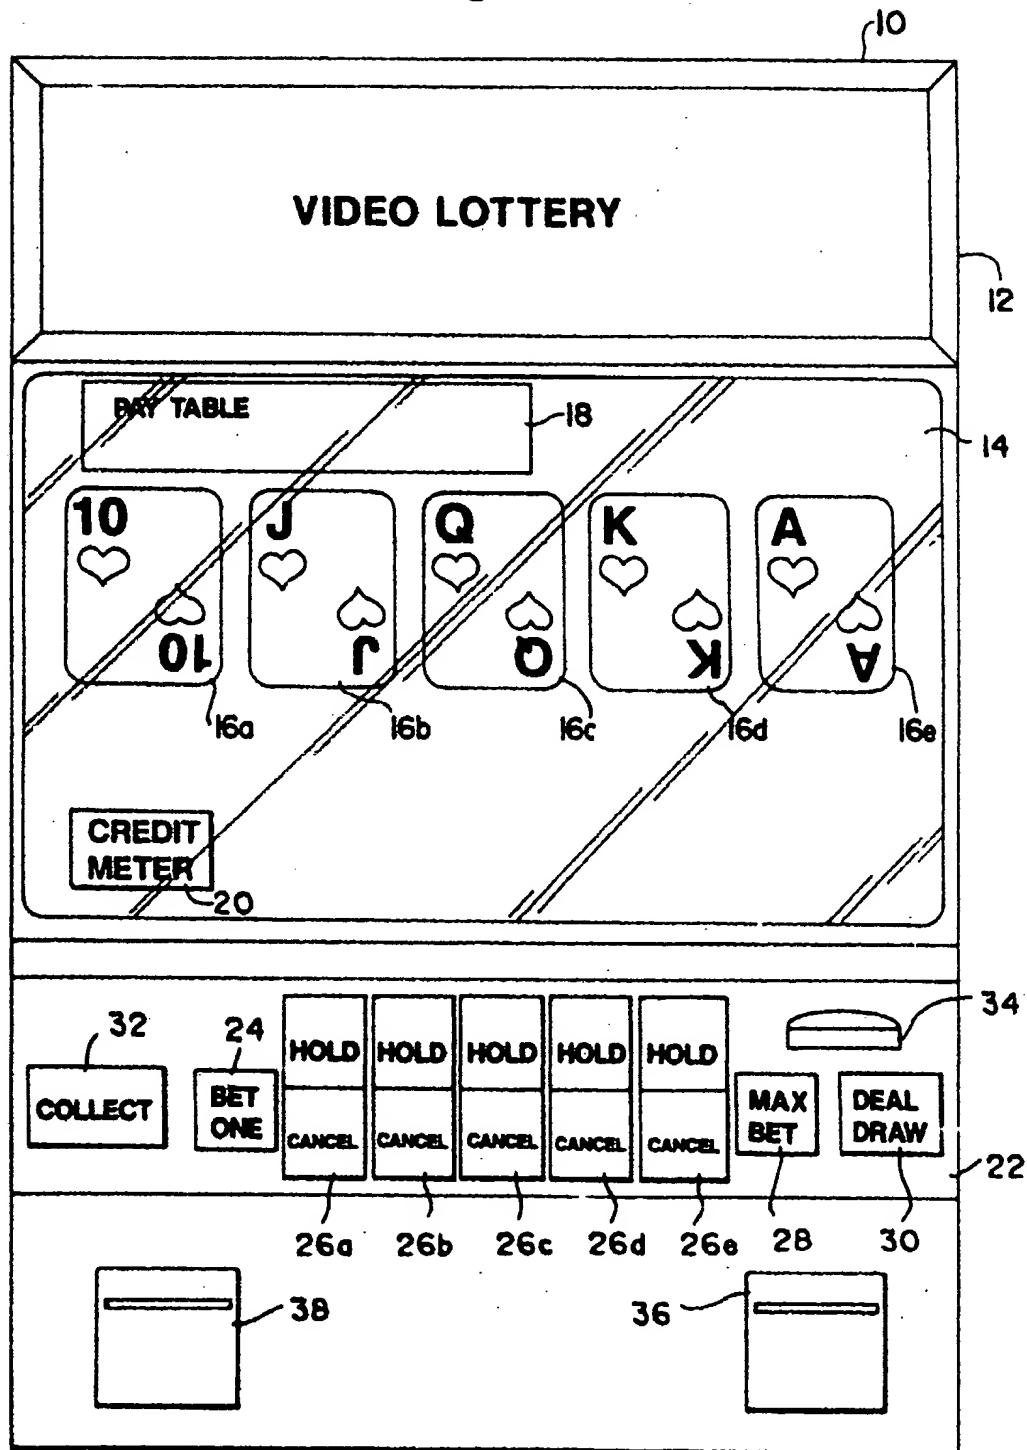 10
VIDEO LOTTERY
12
PAY TABLE
18
14
10 J Q K A
10 J Q K A
16a 16b 16c 16d 16e
CREDIT
METER
20
34
32 24
HOLD HOLD HOLD HOLD HOLD
COLLECT
BET
ONE
CANCEL CANCEL CANCEL CANCEL CANCEL
MAX
BET
DEAL
DRAW
22
26a 26b 26c 26d 26e 28 30
38 36